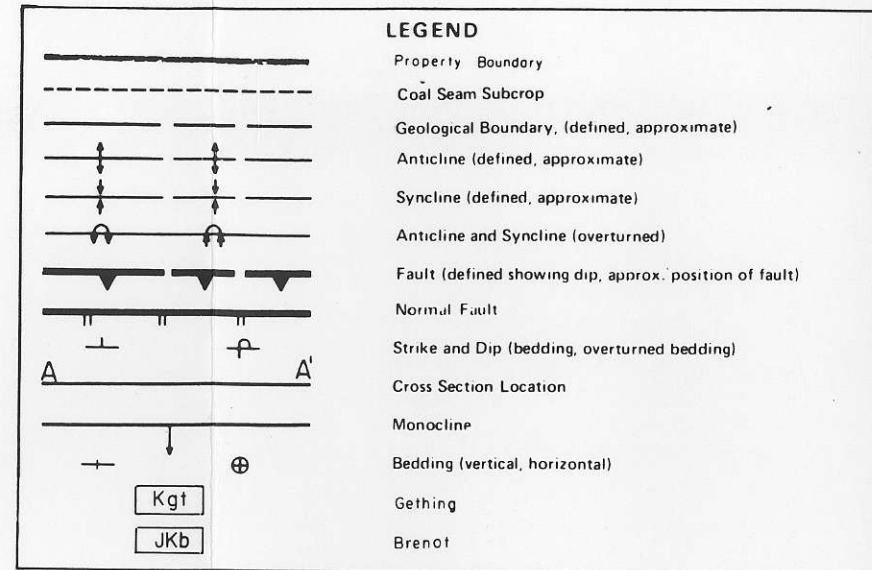 LEGEND
Property Boundary
Coal Seam Subcrop
Geological Boundary, (defined, approximate)
Anticline (defined, approximate)
Syncline (defined, approximate)
Anticline and Syncline (overturned)
Fault (defined showing dip, approx. position of fault)
Normal Fault
Strike and Dip (bedding, overturned bedding)
A A' Cross Section Location
Monocline
Bedding (vertical, horizontal)
Kgt Gething
JKb Brenot